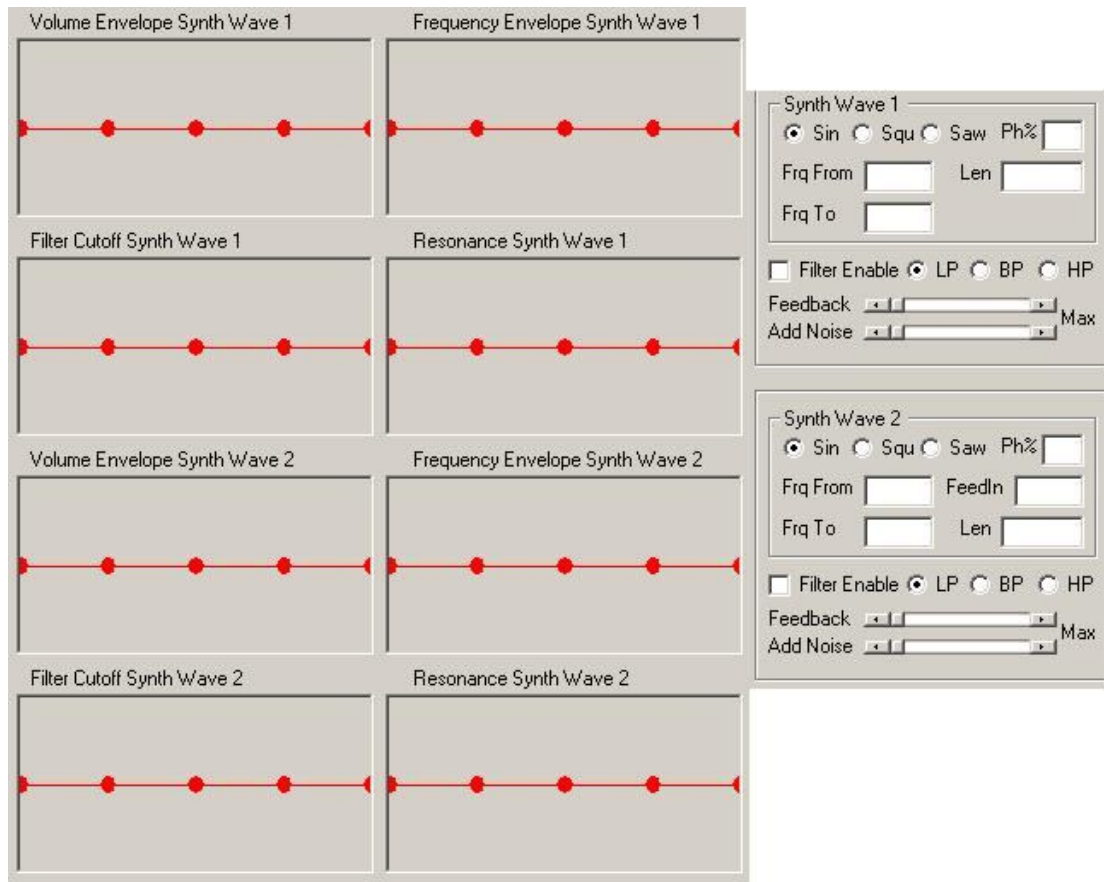 Volume Envelope Synth Wave 1
Frequency Envelope Synth Wave 1
Filter Cutoff Synth Wave 1
Resonance Synth Wave 1
Volume Envelope Synth Wave 2
Frequency Envelope Synth Wave 2
Filter Cutoff Synth Wave 2
Resonance Synth Wave 2
Synth Wave 1
Sin Squ Saw Ph%
Frq From Len
Frq To
Filter Enable LP BP HP
Feedback
Max
Add Noise
Synth Wave 2
Sin Squ Saw Ph%
Frq From FeedIn
Frq To Len
Filter Enable LP BP HP
Feedback
Max
Add Noise